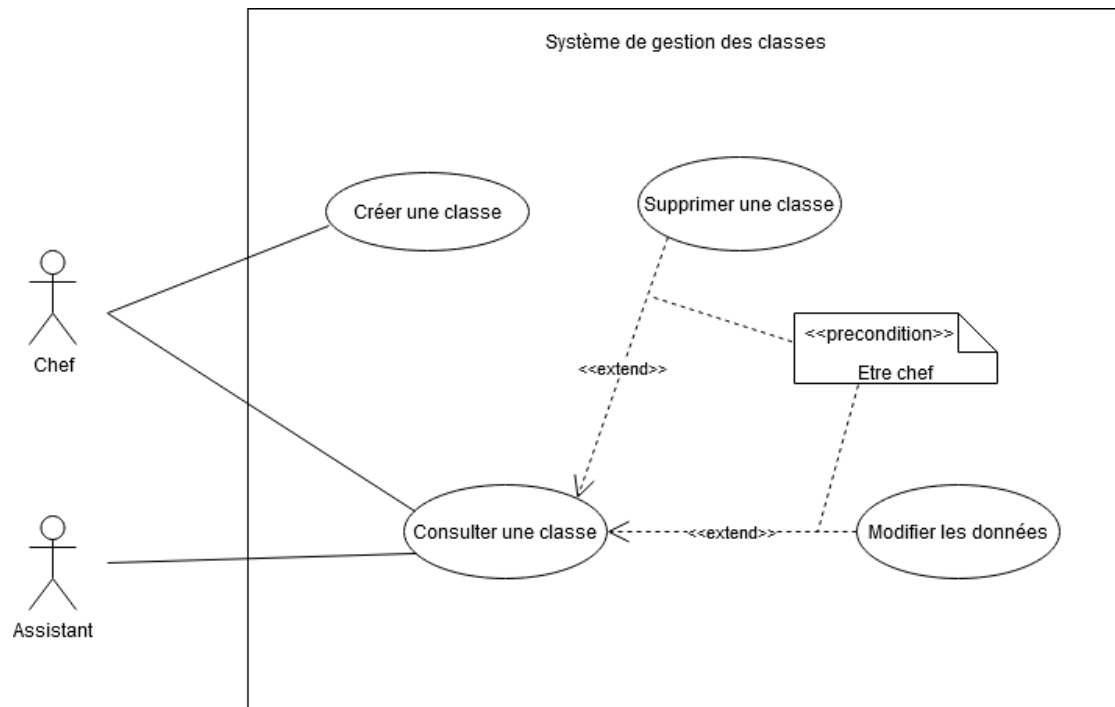 Système de gestion des classes
Créer une classe
Supprimer une classe
<<precondition>>
Etre chef
Chef
<<extend>>
Consulter une classe
<<extend>>
Modifier les données
Assistant